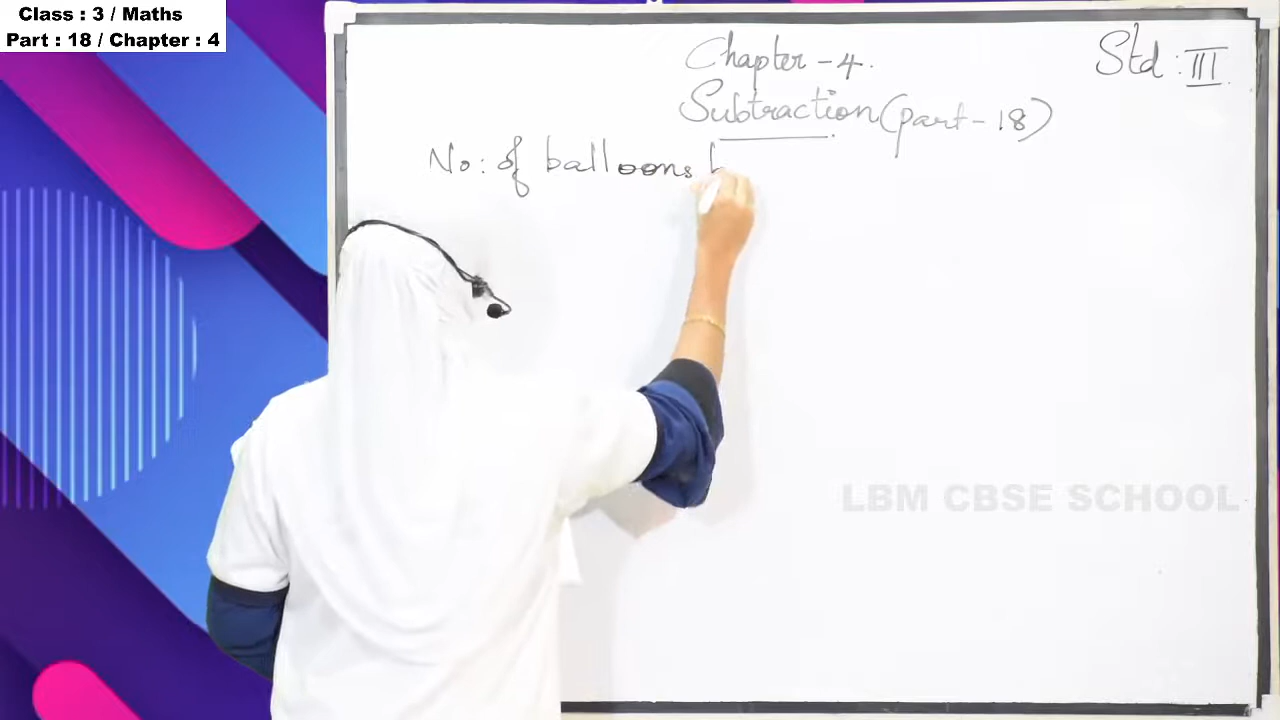 Class : 3 / Maths
Part : 18 / Chapter : 4
Chapter - 4.
Std : III
Subtraction (part - 18)
No: of balloons
LBM CBSE SCHOOL